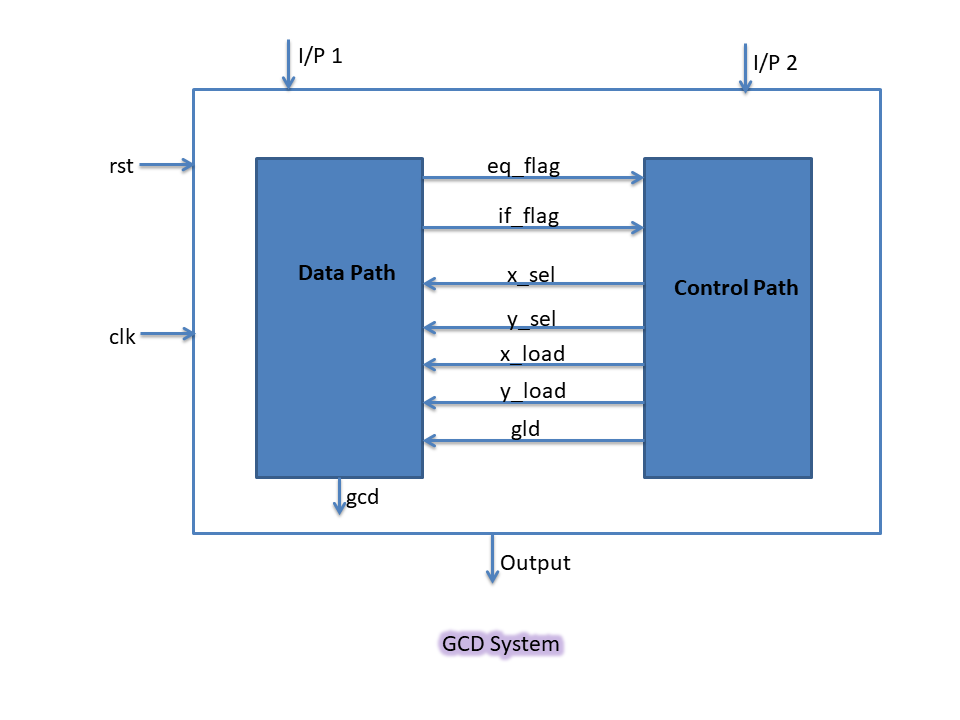 I/P 1
I/P 2
rst
eq_flag
if_flag
Data Path
x_sel
Control Path
y_sel
clk
x_load
y_load
gld
gcd
Output
GCD System